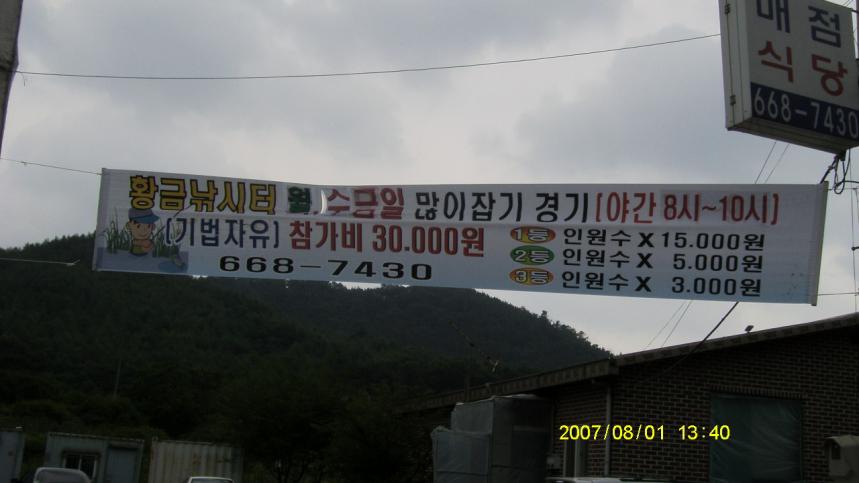 매점
식당
668-7430
황금낚시터 월,수금일 많이잡기 경기[야간 8시~10시]
[기법자유] 참가비 30.000원
668-7430
1등 인원수 X 15.000원
2등 인원수 X 5.000원
3등 인원수 X 3.000원
2007/08/01 13:40